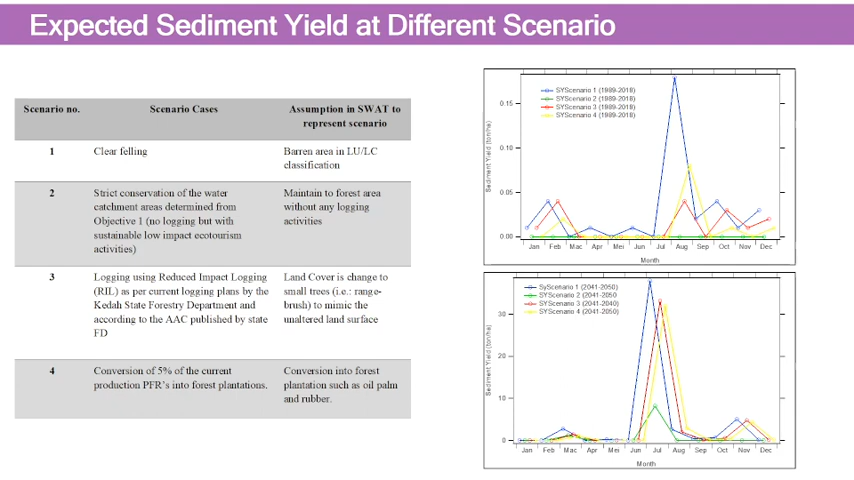 Expected Sediment Yield at Different Scenario
Scenario no. Scenario Cases Assumption in SWAT to
represent scenario
1 Clear felling Barren area in LU/LC
classification
2 Strict conservation of the water Maintain to forest area
catchment areas determined from without any logging
Objective 1 (no logging but with activities
sustainable low impact ecotourism
activities)
3 Logging using Reduced Impact Logging Land Cover is change to
(RIL) as per current logging plans by the small trees (i.e.: range-
Kedah State Forestry Department and brush) to mimic the
according to the AAC published by state unaltered land surface
FD
4 Conversion of 5% of the current Conversion into forest
production PFR's into forest plantations. plantation such as oil palm
and rubber.
SYScenario 1 (1989-2018)
SYScenario 2 (1989-2018)
SYScenario 3 (1989-2018)
SYScenario 4 (1989-2018)
Sediment Yield (ton/ha)
0.15
0.10
0.05
0.00
Jan Feb Mac Apr Mei Jun Jul Aug Sep Oct Nov Dec
Month
SyScenario 1 (2041-2050)
SYScenario 2 (2041-2050
SYScenario 3 (2041-2040)
SYScenario 4 (2041-2050)
Sediment Yield (ton/ha)
30
20
10
0
Jan Feb Mac Apr Mei Jun Jul Aug Sep Oct Nov Dec
Month